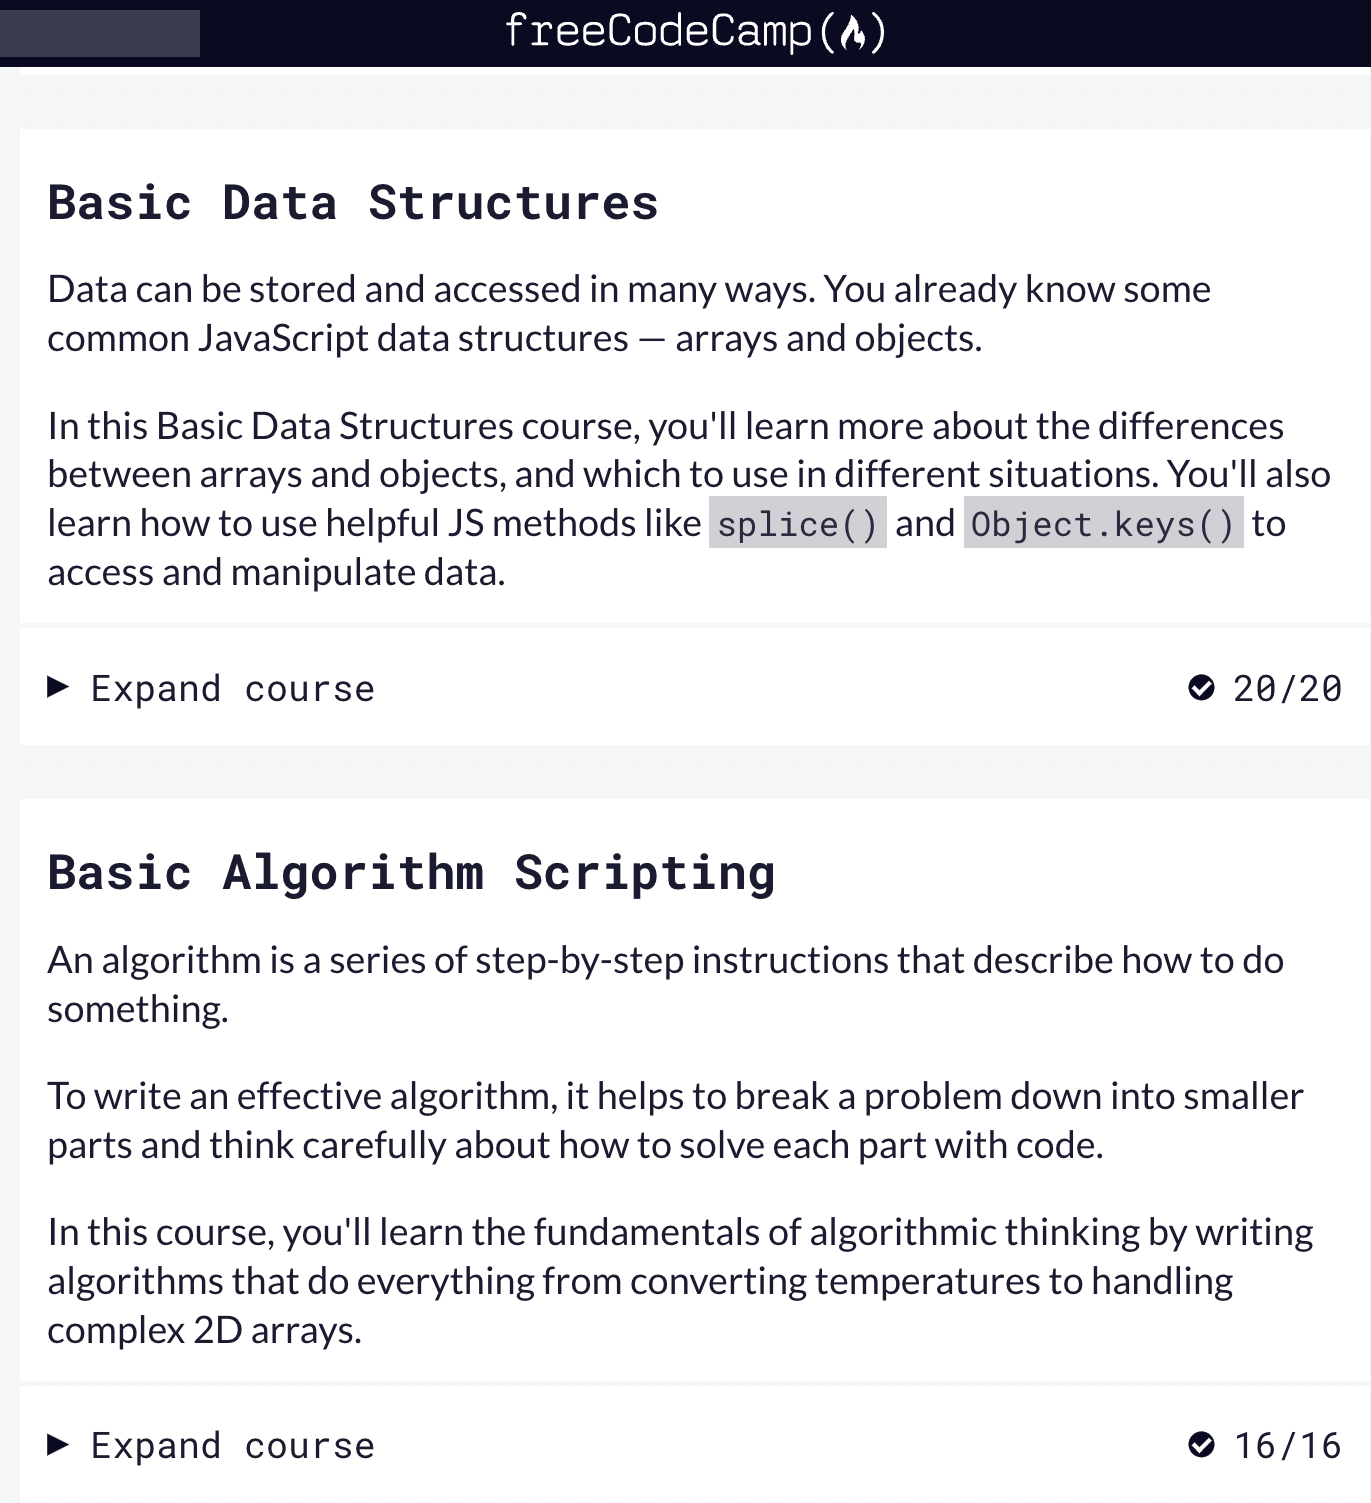 freeCodeCamp(🔥)
Basic Data Structures
Data can be stored and accessed in many ways. You already know some
common JavaScript data structures — arrays and objects.
In this Basic Data Structures course, you'll learn more about the differences
between arrays and objects, and which to use in different situations. You'll also
learn how to use helpful JS methods like splice() and Object.keys() to
access and manipulate data.
▶ Expand course 20/20
Basic Algorithm Scripting
An algorithm is a series of step-by-step instructions that describe how to do
something.
To write an effective algorithm, it helps to break a problem down into smaller
parts and think carefully about how to solve each part with code.
In this course, you'll learn the fundamentals of algorithmic thinking by writing
algorithms that do everything from converting temperatures to handling
complex 2D arrays.
▶ Expand course 16/16